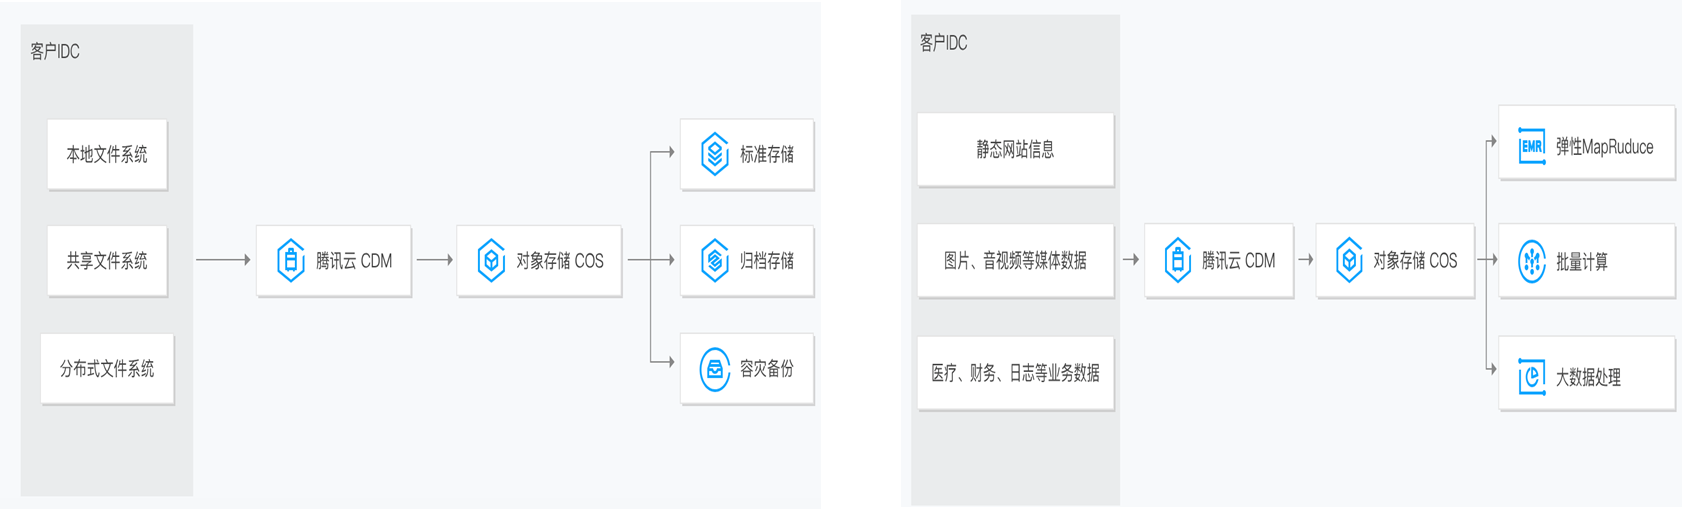 客户IDC
本地文件系统
共享文件系统
分布式文件系统
腾讯云 CDM
对象存储 COS
标准存储
归档存储
容灾备份
客户IDC
静态网站信息
图片、音视频等媒体数据
医疗、财务、日志等业务数据
腾讯云 CDM
对象存储 COS
EMR
弹性MapRuduce
批量计算
大数据处理